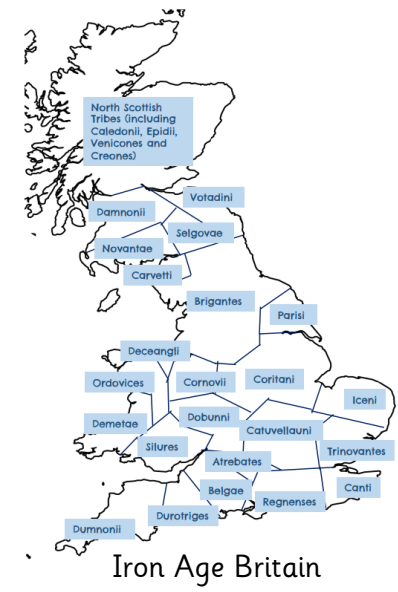 North Scottish
Tribes (including
Caledonii, Epidii,
Venicones and
Creones)
Votadini
Damnonii
Selgovae
Novantae
Carvetti
Brigantes
Parisi
Deceangli
Ordovices
Cornovii
Coritani
Iceni
Demetae
Dobunni
Catuvellauni
Silures
Trinovantes
Atrebates
Belgae
Canti
Regnenses
Durotriges
Dumnonii
Iron Age Britain